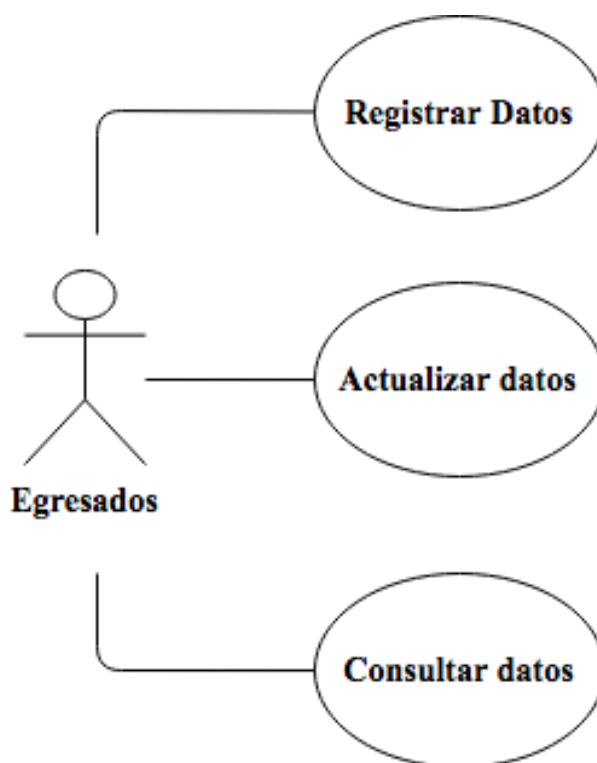 Registrar Datos
Actualizar datos
Egresados
Consultar datos